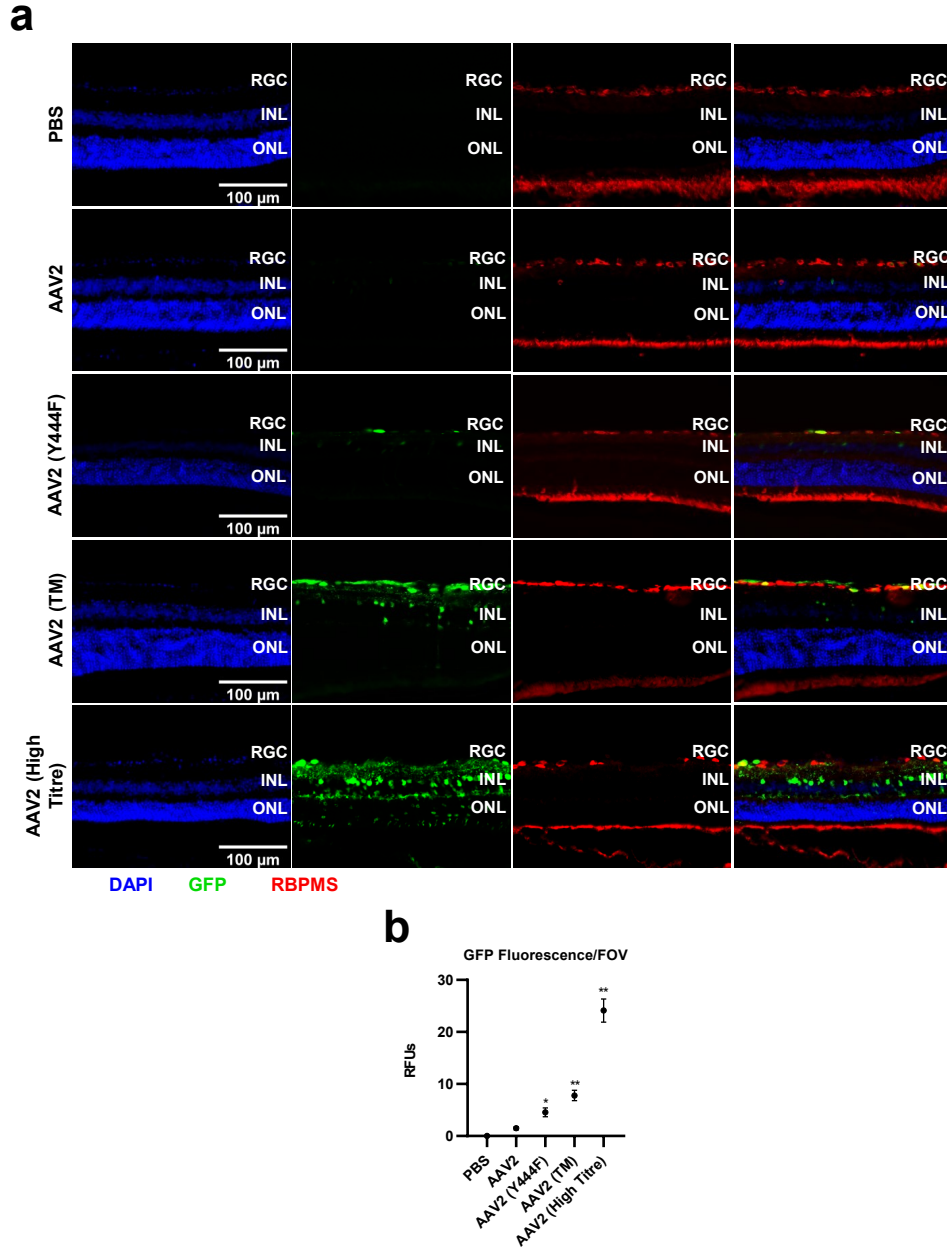 a
PBS
RGC RGC RGC RGC
INL INL INL INL
ONL ONL ONL ONL
100 µm
AAV2
RGC RGC RGC RGC
INL INL INL INL
ONL ONL ONL ONL
100 µm
AAV2 (Y444F)
RGC RGC RGC RGC
INL INL INL INL
ONL ONL ONL ONL
100 µm
AAV2 (TM)
RGC RGC RGC RGC
INL INL INL INL
ONL ONL ONL ONL
100 µm
AAV2 (High
Titre)
RGC RGC RGC RGC
INL INL INL INL
ONL ONL ONL ONL
100 µm
DAPI GFP RBPMS
b
GFP Fluorescence/FOV
RFUs
30
20
10
0
*
**
**
PBS
AAV2
AAV2 (Y444F)
AAV2 (TM)
AAV2 (High Titre)